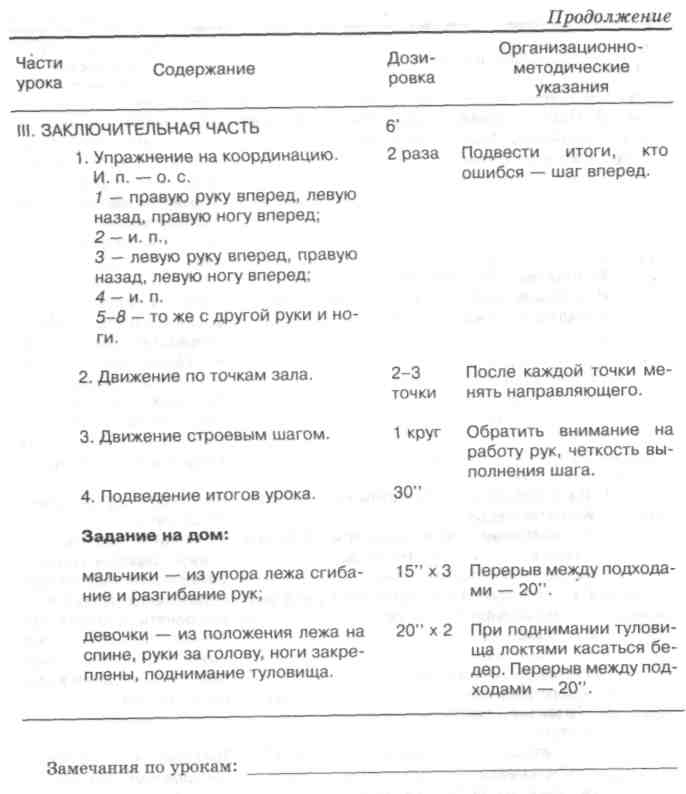 Продолжение
Части урока
Содержание
Дози-
ровка
Организационно-
методические
указания
III. ЗАКЛЮЧИТЕЛЬНАЯ ЧАСТЬ
6'
1. Упражнение на координацию.
И. п. — о. с.
1 — правую руку вперед, левую
назад, правую ногу вперед;
2 — и. п.,
3 — левую руку вперед, правую
назад, левую ногу вперед;
4 — и. п.
5–8 — то же с другой руки и но-
ги.
2 раза
Подвести итоги, кто
ошибся — шаг вперед.
2. Движение по точкам зала.
2–3
точки
После каждой точки ме-
нять направляющего.
3. Движение строевым шагом.
1 круг
Обратить внимание на
работу рук, четкость вы-
полнения шага.
4. Подведение итогов урока.
30''
Задание на дом:
мальчики — из упора лежа сгиба-
ние и разгибание рук;
15'' х 3
Перерыв между подхода-
ми — 20''.
девочки — из положения лежа на
спине, руки за голову, ноги закре-
плены, поднимание туловища.
20'' х 2
При поднимании тулови-
ща локтями касаться бе-
дер. Перерыв между под-
ходами — 20''.
Замечания по урокам: